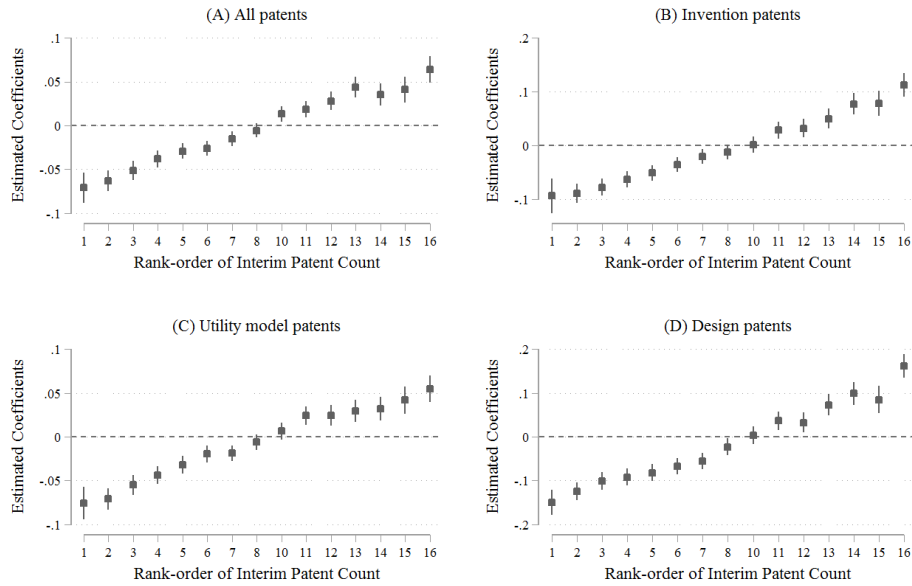 (A) All patents
.1
.05
0
-.05
-.1
Estimated Coefficients
1 2 3 4 5 6 7 8 10 11 12 13 14 15 16
Rank-order of Interim Patent Count
(B) Invention patents
.2
.1
0
-.1
Estimated Coefficients
1 2 3 4 5 6 7 8 10 11 12 13 14 15 16
Rank-order of Interim Patent Count
(C) Utility model patents
.1
.05
0
-.05
-.1
Estimated Coefficients
1 2 3 4 5 6 7 8 10 11 12 13 14 15 16
Rank-order of Interim Patent Count
(D) Design patents
.2
.1
0
-.1
-.2
Estimated Coefficients
1 2 3 4 5 6 7 8 10 11 12 13 14 15 16
Rank-order of Interim Patent Count